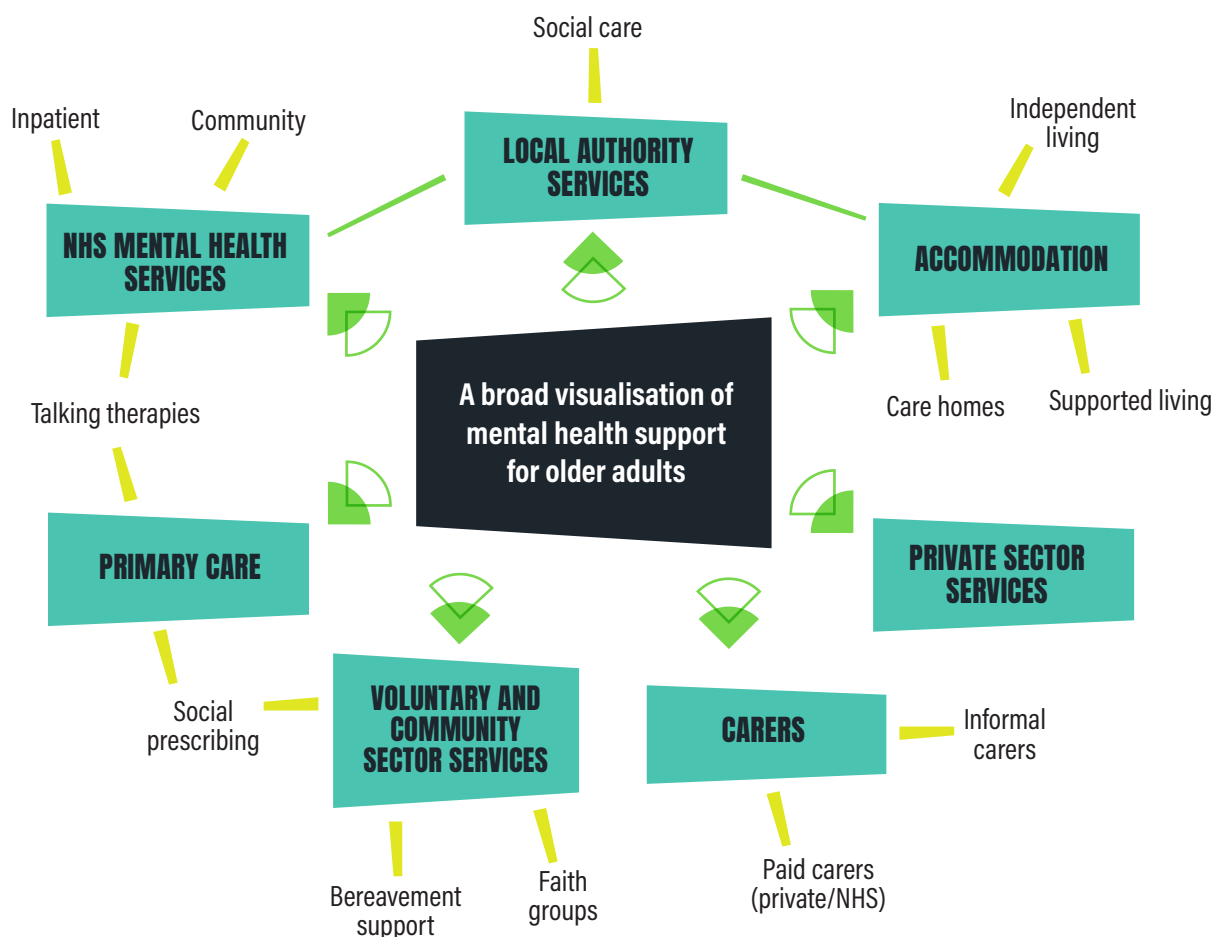 Social care
Inpatient
Community
Independent
living
LOCAL AUTHORITY
SERVICES
NHS MENTAL HEALTH
SERVICES
ACCOMMODATION
A broad visualisation of
mental health support
for older adults
Talking therapies
Care homes
Supported living
PRIMARY CARE
PRIVATE SECTOR
SERVICES
Social
prescribing
VOLUNTARY AND
COMMUNITY
SECTOR SERVICES
CARERS
Informal
carers
Bereavement
support
Faith
groups
Paid carers
(private/NHS)